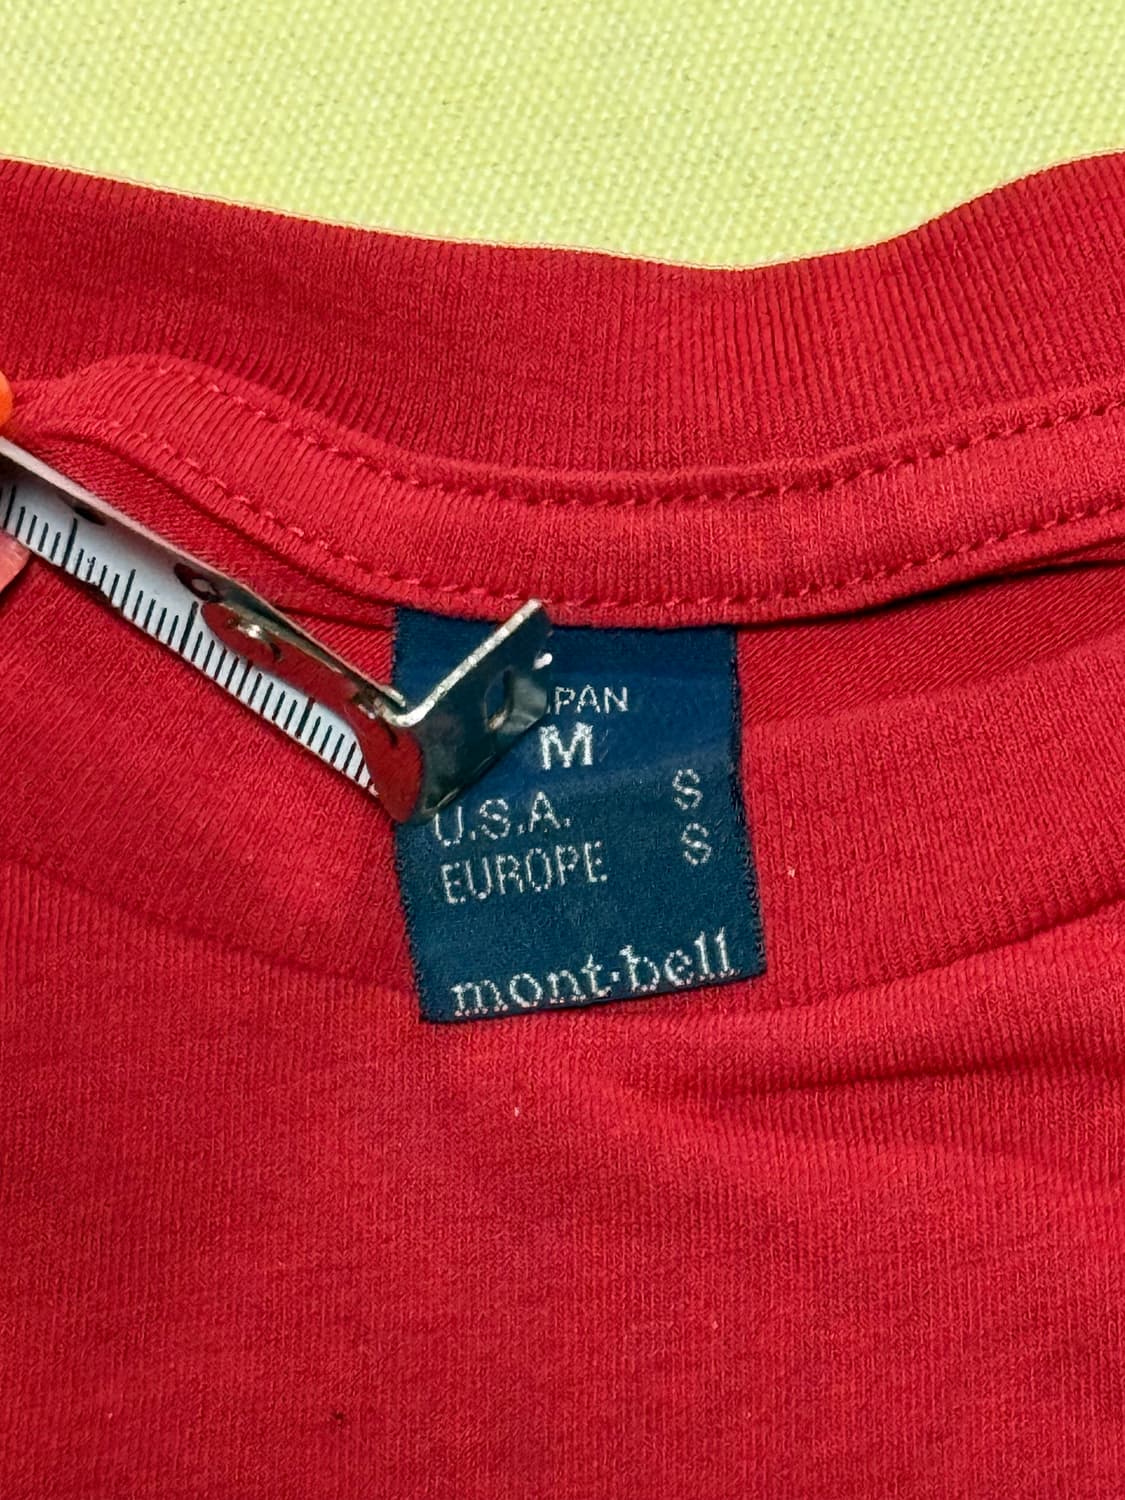 PAN
M
U.S.A. S
EUROPE S
mont-bell